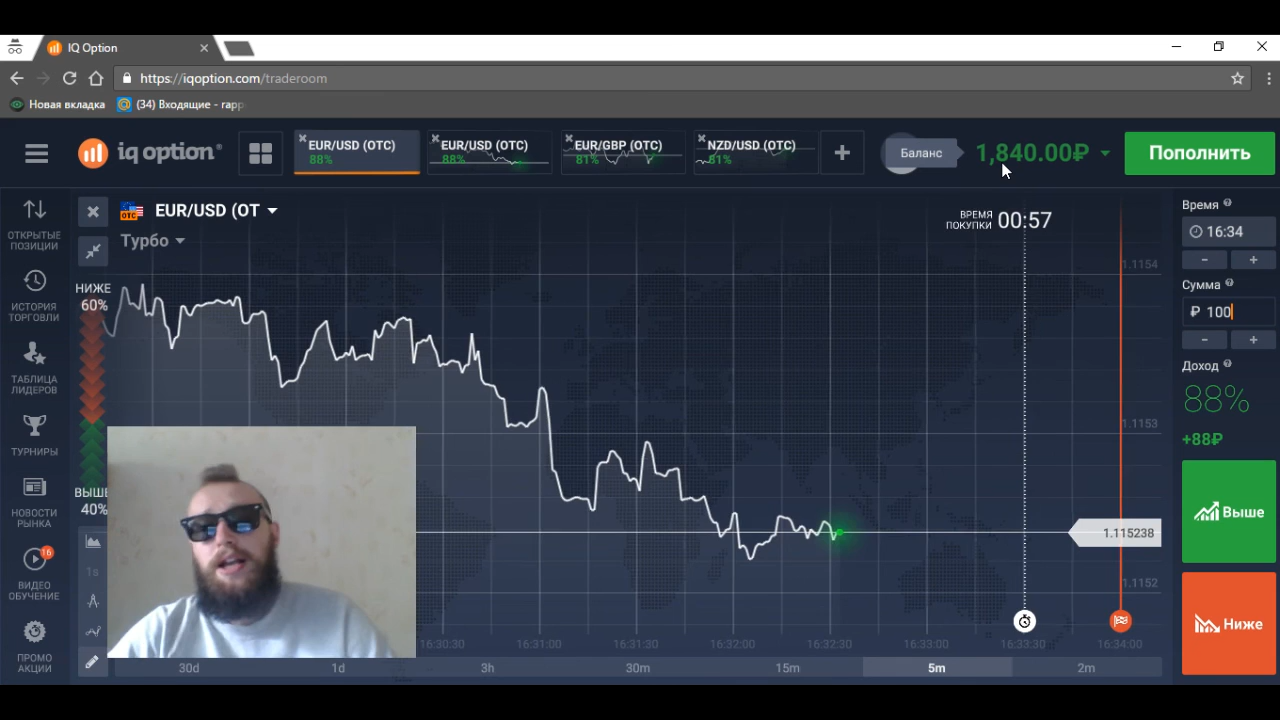 IQ Option
https://iqoption.com/traderoom
Новая вкладка
(34) Входящие - rapp
iq option®
EUR/USD (OTC)
88%
EUR/USD (OTC)
88%
EUR/GBP (OTC)
81%
NZD/USD (OTC)
81%
+
Баланс
1,840.00₽
Пополнить
ОТКРЫТЫЕ
ПОЗИЦИИ
ИСТОРИЯ
ТОРГОВЛИ
ТАБЛИЦА
ЛИДЕРОВ
ТУРНИРЫ
НОВОСТИ
РЫНКА
16
ВИДЕО
ОБУЧЕНИЕ
ПРОМО
АКЦИИ
OTC
EUR/USD (OT
Турбо
НИЖЕ
60%
ВЫШЕ
40%
1s
ВРЕМЯ
ПОКУПКИ
00:57
1.1154
1.1153
1.115238
1.1152
16:30:30
16:31:00
16:31:30
16:32:00
16:32:30
16:33:00
16:33:30
16:34:00
30d
1d
3h
30m
15m
5m
2m
Время
16:34
- +
Сумма
₽ 100
- +
Доход
88%
+88₽
Выше
Ниже